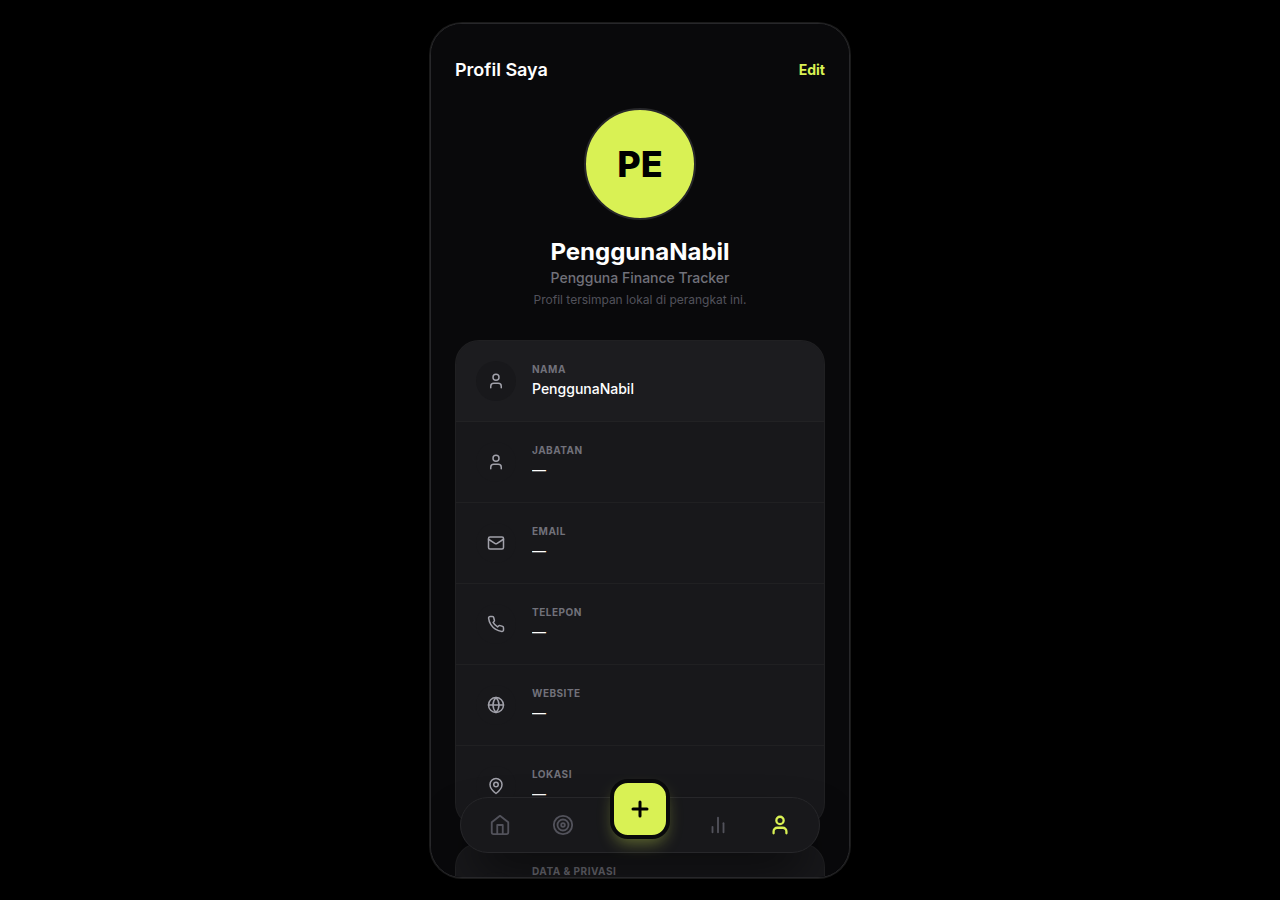 Profil Saya
Edit
PE
PenggunaNabil
Pengguna Finance Tracker
Profil tersimpan lokal di perangkat ini.
NAMA
PenggunaNabil
JABATAN
—
EMAIL
—
TELEPON
—
WEBSITE
—
LOKASI
—
DATA & PRIVASI